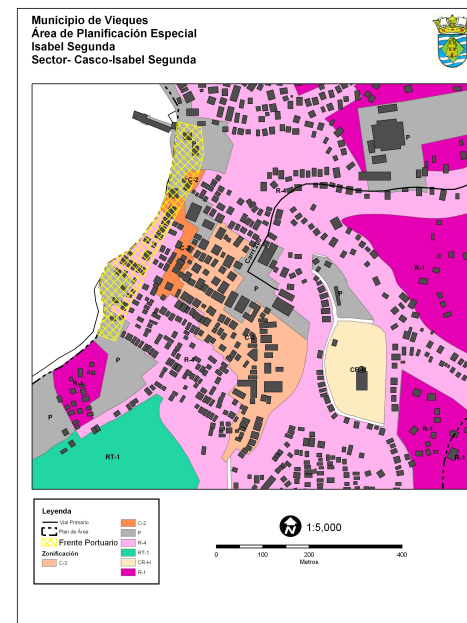 Municipio de Vieques
Área de Planificación Especial
Isabel Segunda
Sector- Casco-Isabel Segunda
P
C-2
R-4
C-2
R-1
P
P
C-3
R-4
CR-H
R-1
P
P
R-1
R-1
RT-1
Leyenda
Vial Primario
Plan de Área
Frente Portuario
Zonificación
C-3
C-2
P
R-4
RT-1
CR-H
R-1
N
1:5,000
0 100 200 400
Metros